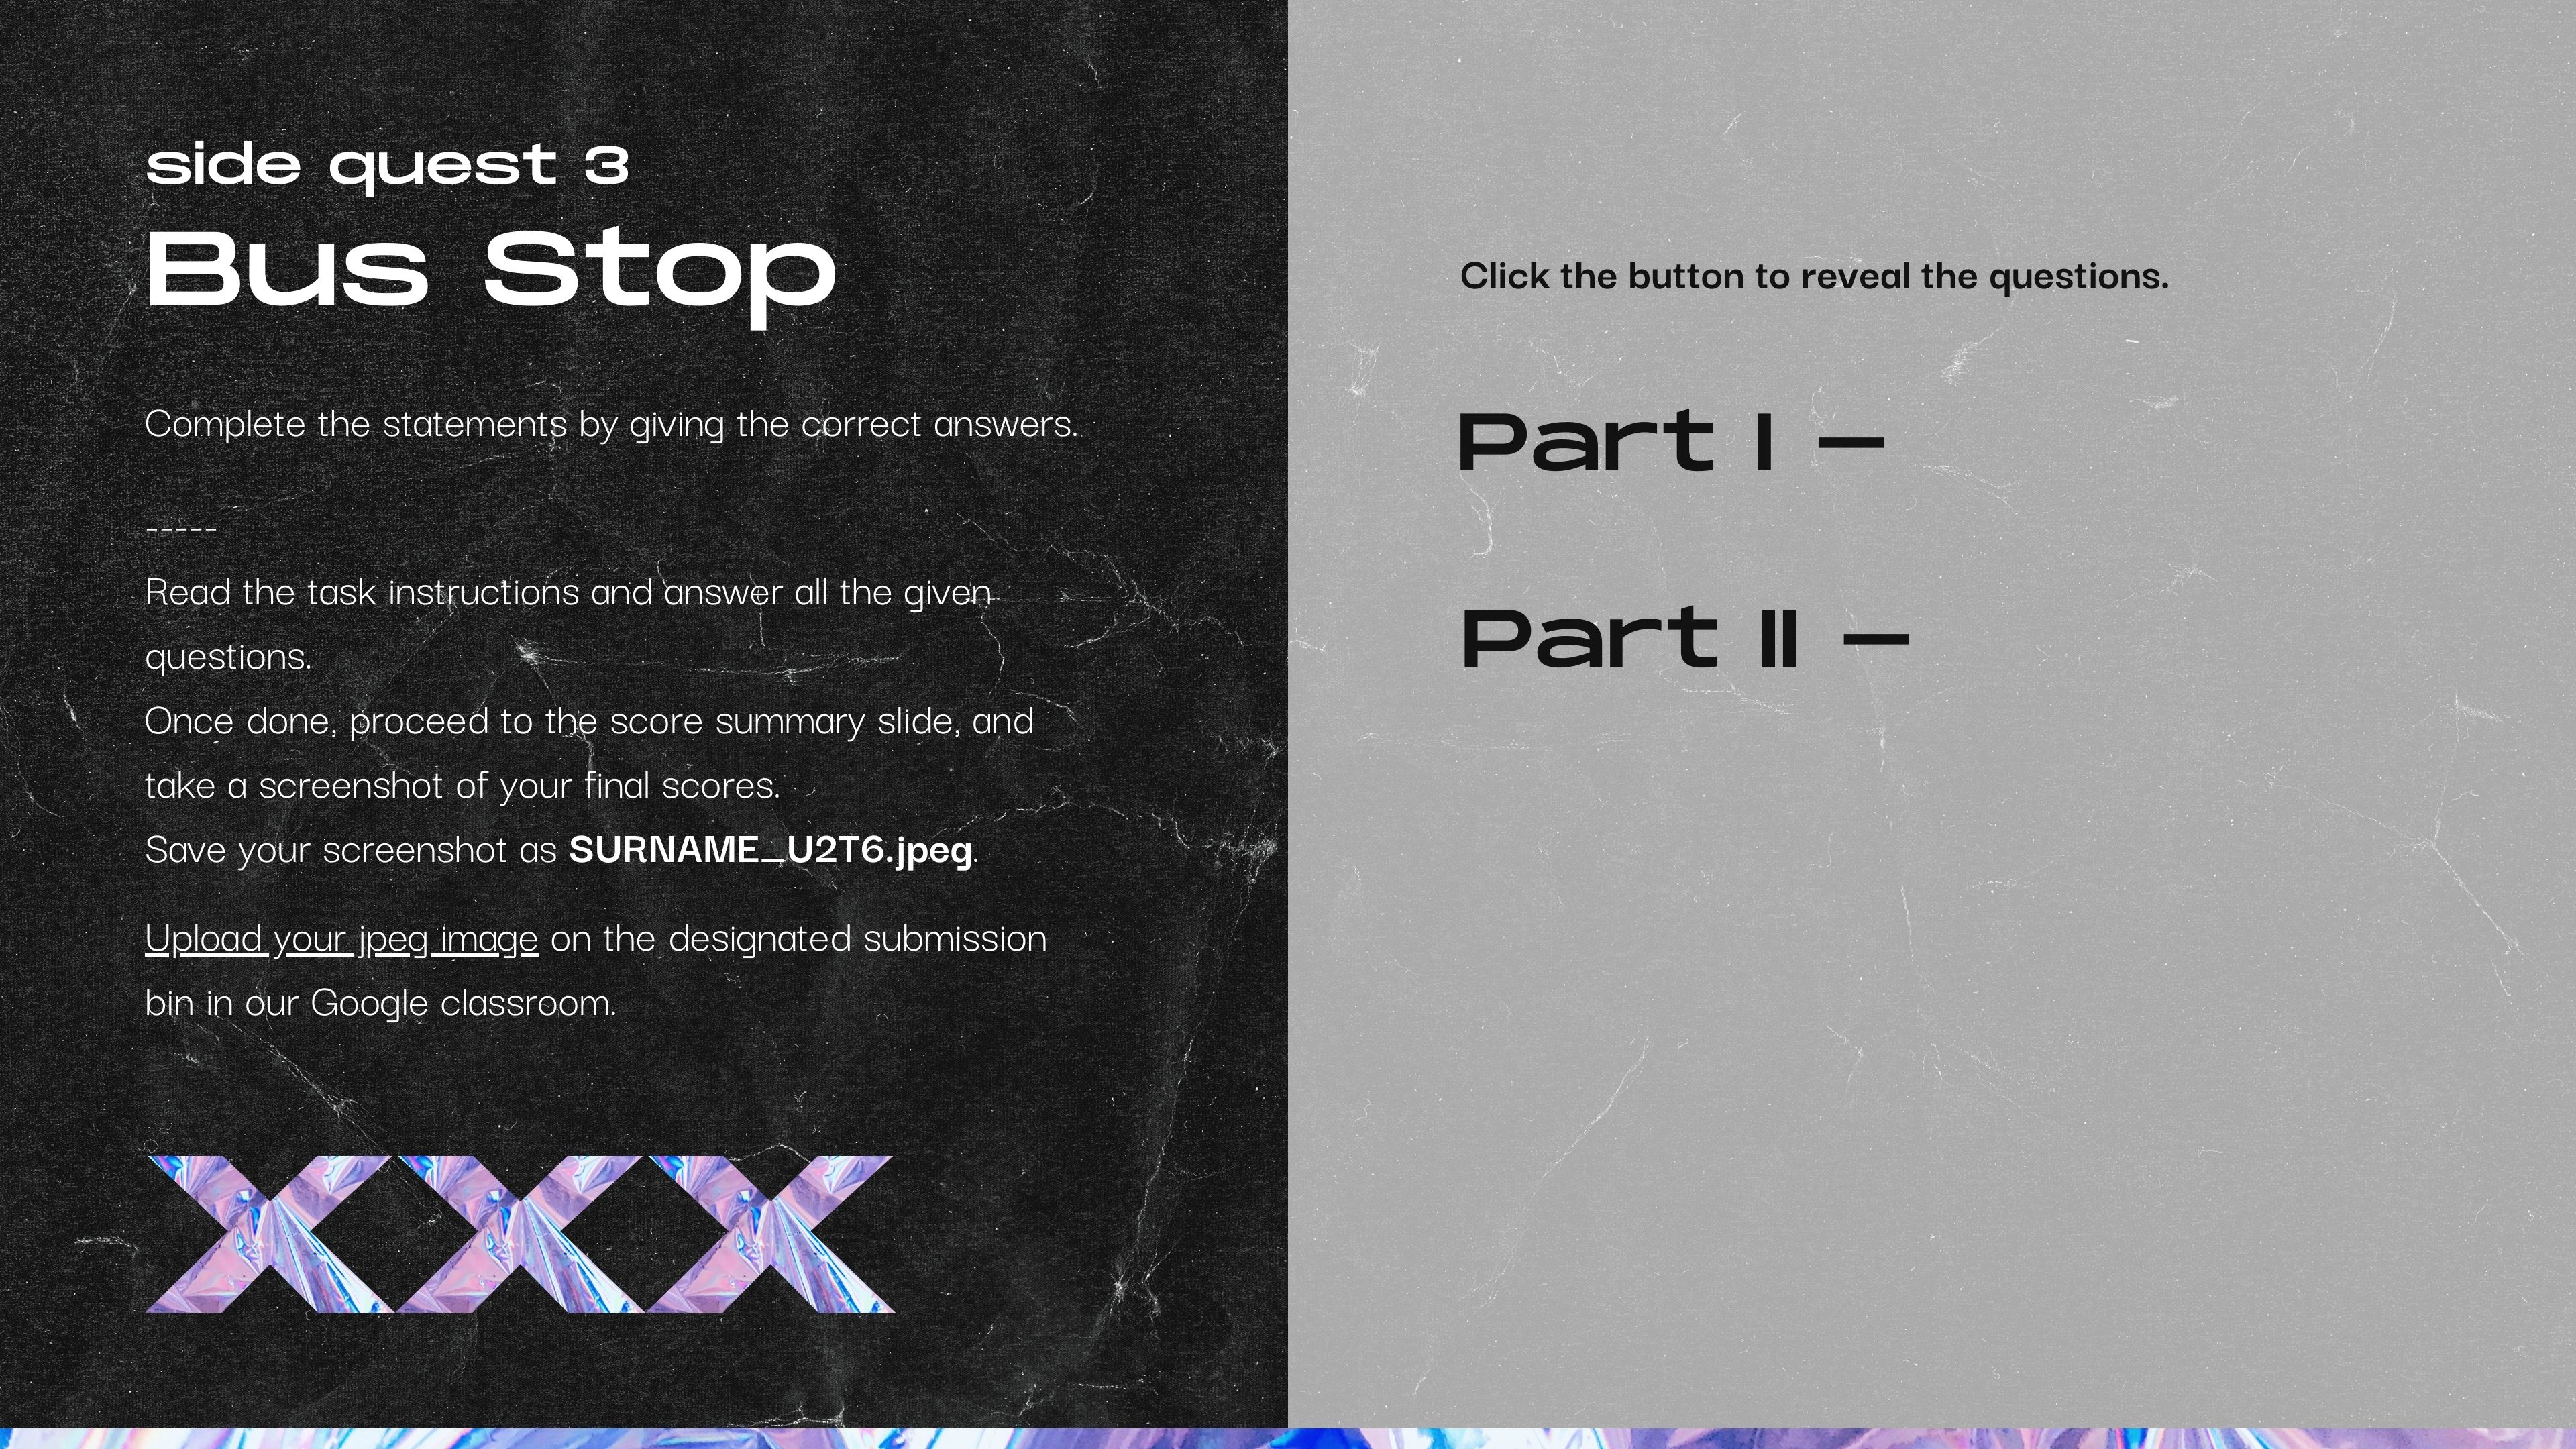 side quest 3
Bus Stop
Complete the statements by giving the correct answers.
-----
Read the task instructions and answer all the given
questions.
Once done, proceed to the score summary slide, and
take a screenshot of your final scores.
Save your screenshot as SURNAME_U2T6.jpeg.
Upload your jpeg image on the designated submission
bin in our Google classroom.
XXX
Click the button to reveal the questions.
Part I –
Part II –